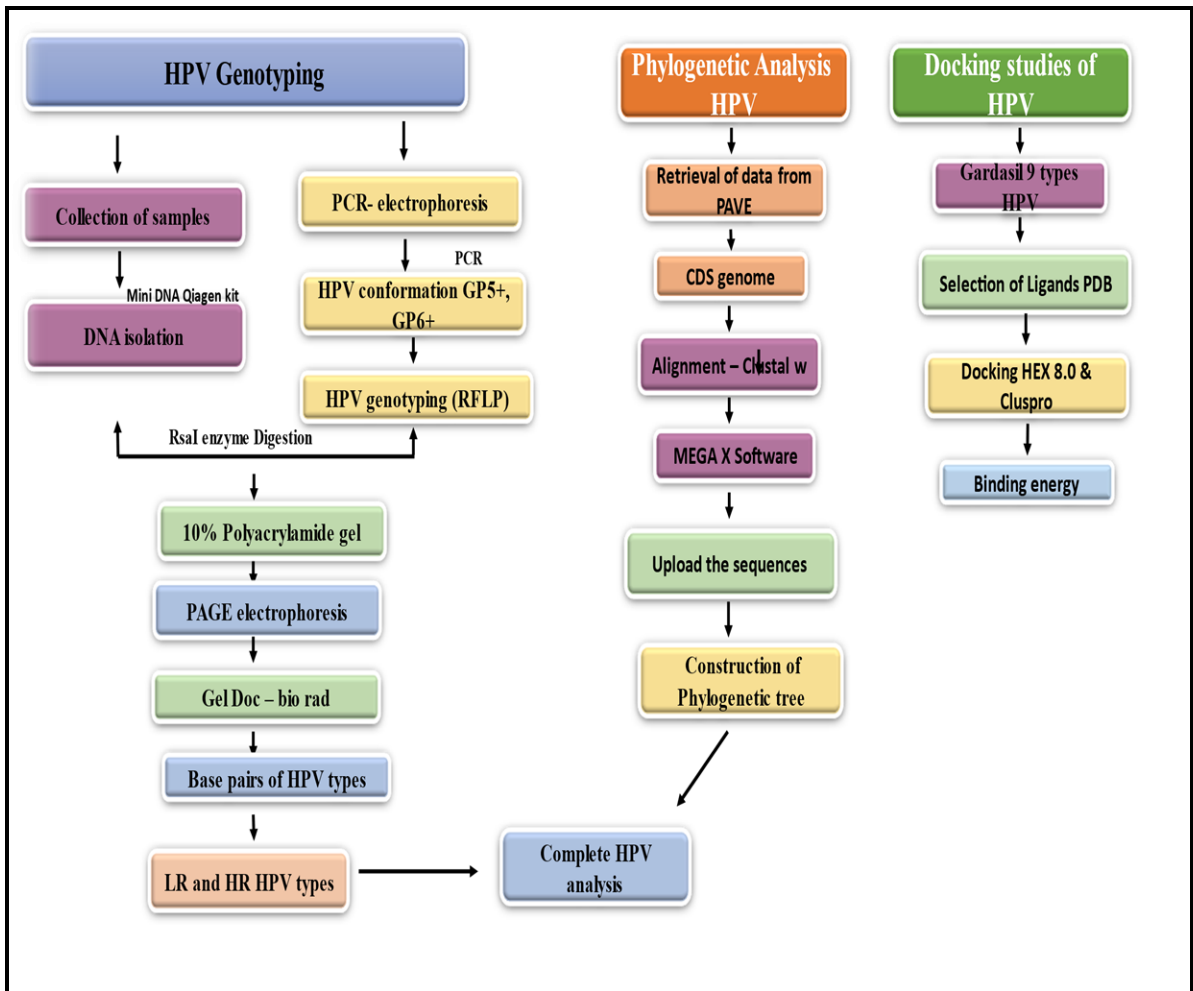 HPV Genotyping
Collection of samples
Mini DNA Qiagen kit
DNA isolation
PCR- electrophoresis
PCR
HPV conformation GP5+,
GP6+
HPV genotyping (RFLP)
RsaI enzyme Digestion
10% Polyacrylamide gel
PAGE electrophoresis
Gel Doc – bio rad
Base pairs of HPV types
LR and HR HPV types
Complete HPV
analysis
Phylogenetic Analysis
HPV
Retrieval of data from
PAVE
CDS genome
Alignment – Clustal w
MEGA X Software
Upload the sequences
Construction of
Phylogenetic tree
Docking studies of
HPV
Gardasil 9 types
HPV
Selection of Ligands PDB
Docking HEX 8.0 &
Cluspro
Binding energy